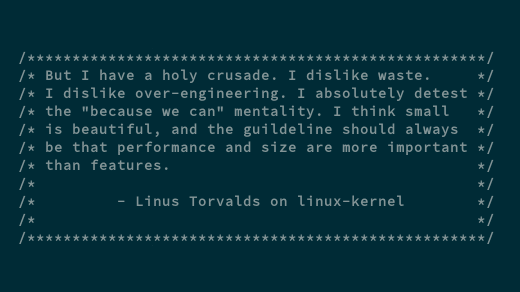 /***************************************************/
/* But I have a holy crusade. I dislike waste.     */
/* I dislike over-engineering. I absolutely detest */
/* the "because we can" mentality. I think small   */
/* is beautiful, and the guildeline should always  */
/* be that performance and size are more important */
/* than features.                                  */
/*                                                 */
/*         – Linus Torvalds on linux-kernel        */
/*                                                 */
/***************************************************/